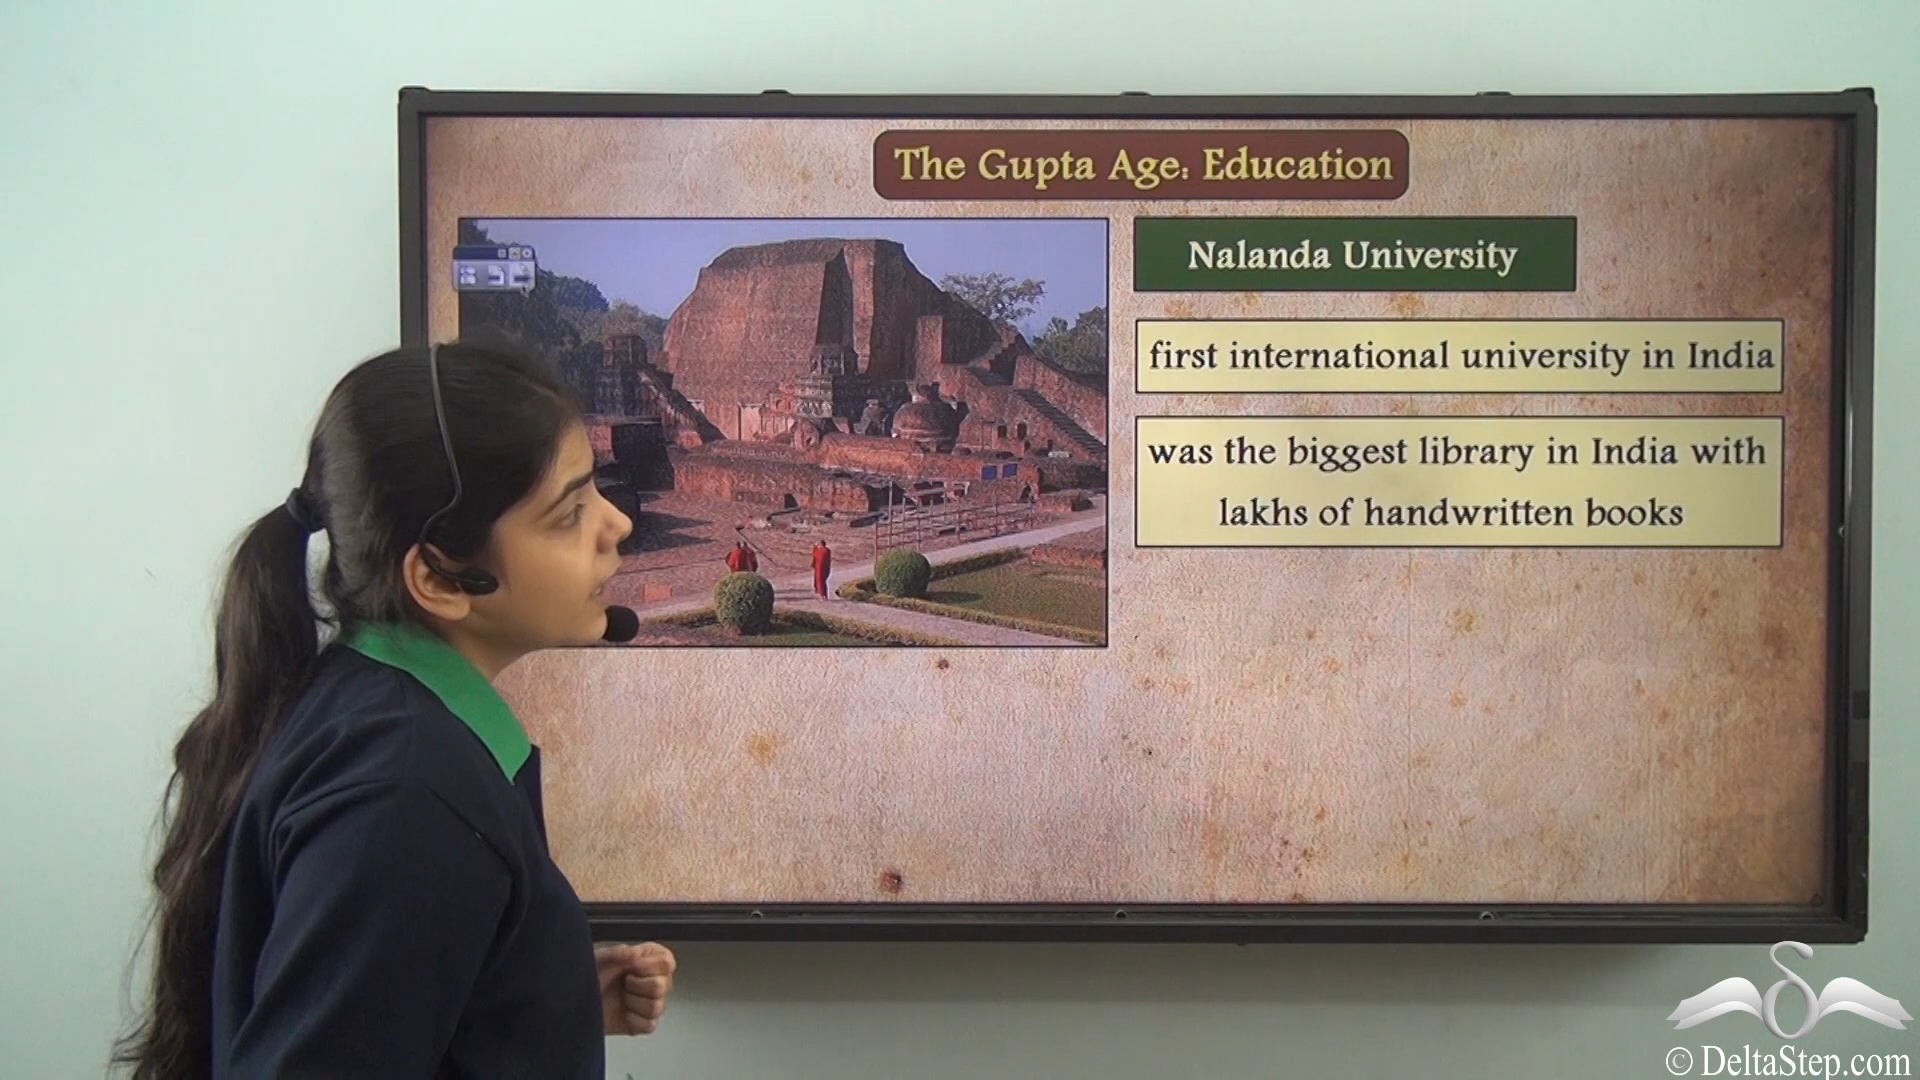 The Gupta Age: Education
Nalanda University
first international university in India
was the biggest library in India with
lakhs of handwritten books
© DeltaStep.com